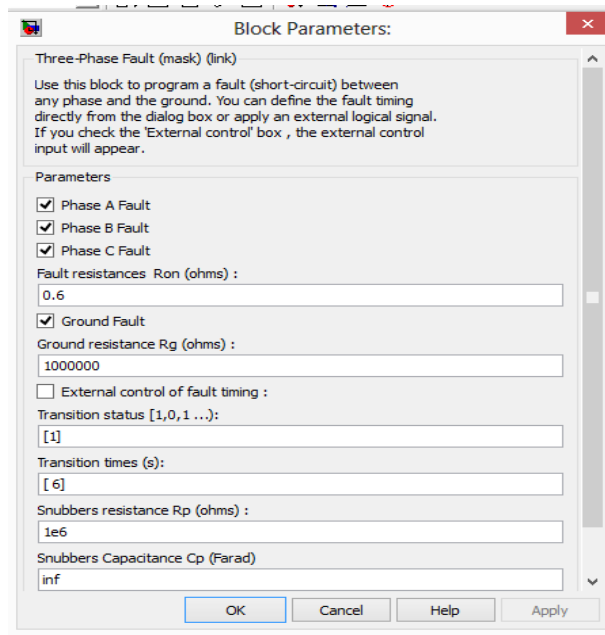 Block Parameters:
Three-Phase Fault (mask) (link)
Use this block to program a fault (short-circuit) between
any phase and the ground. You can define the fault timing
directly from the dialog box or apply an external logical signal.
If you check the 'External control' box , the external control
input will appear.
Parameters
Phase A Fault
Phase B Fault
Phase C Fault
Fault resistances Ron (ohms) :
0.6
Ground Fault
Ground resistance Rg (ohms) :
1000000
External control of fault timing :
Transition status [1,0,1 ...):
[1]
Transition times (s):
[ 6]
Snubbers resistance Rp (ohms) :
1e6
Snubbers Capacitance Cp (Farad)
inf
OK Cancel Help Apply